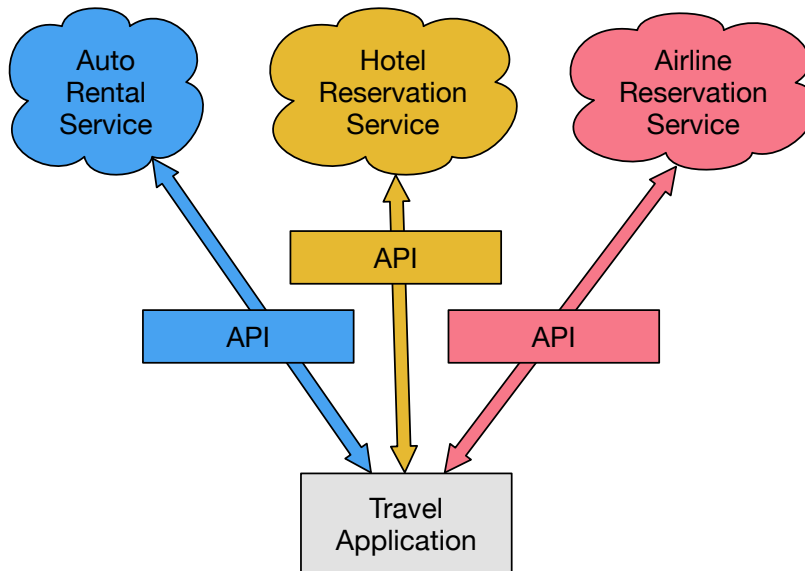 Auto
Rental
Service
Hotel
Reservation
Service
Airline
Reservation
Service
API
API
API
Travel
Application